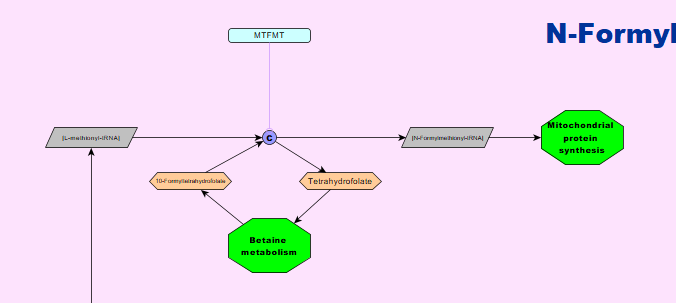 MTFMT
N-Formyl
[L-methionyl-tRNA]
c
[N-Formylmethionyl-tRNA]
Mitochondrial
protein
synthesis
10-Formyltetrahydrofolate
Tetrahydrofolate
Betaine
metabolism